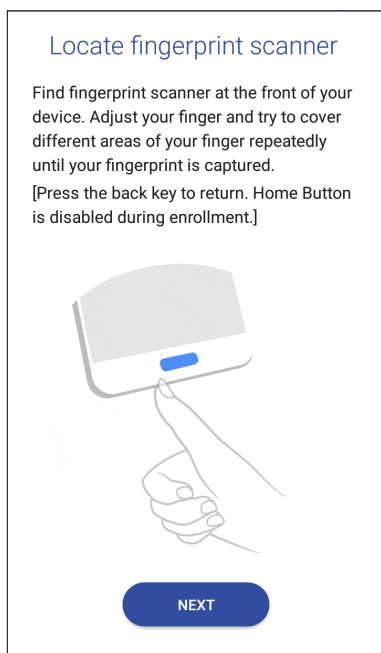 Locate fingerprint scanner
Find fingerprint scanner at the front of your
device. Adjust your finger and try to cover
different areas of your finger repeatedly
until your fingerprint is captured.
[Press the back key to return. Home Button
is disabled during enrollment.]
NEXT